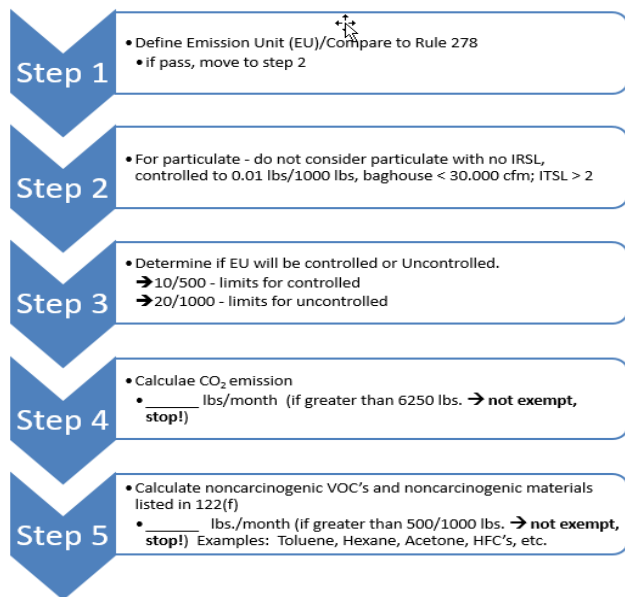 Step 1
• Define Emission Unit (EU)/Compare to Rule 278
• if pass, move to step 2
Step 2
• For particulate - do not consider particulate with no IRSL,
controlled to 0.01 lbs/1000 lbs, baghouse < 30.000 cfm; ITSL > 2
Step 3
• Determine if EU will be controlled or Uncontrolled.
➔10/500 - limits for controlled
➔20/1000 - limits for uncontrolled
Step 4
• Calculae CO₂ emission
• ______ lbs/month (if greater than 6250 lbs. ➔ not exempt,
stop!)
Step 5
• Calculate noncarcinogenic VOC's and noncarcinogenic materials
listed in 122(f)
• ______ lbs./month (if greater than 500/1000 lbs. ➔ not exempt,
stop!) Examples: Toluene, Hexane, Acetone, HFC's, etc.